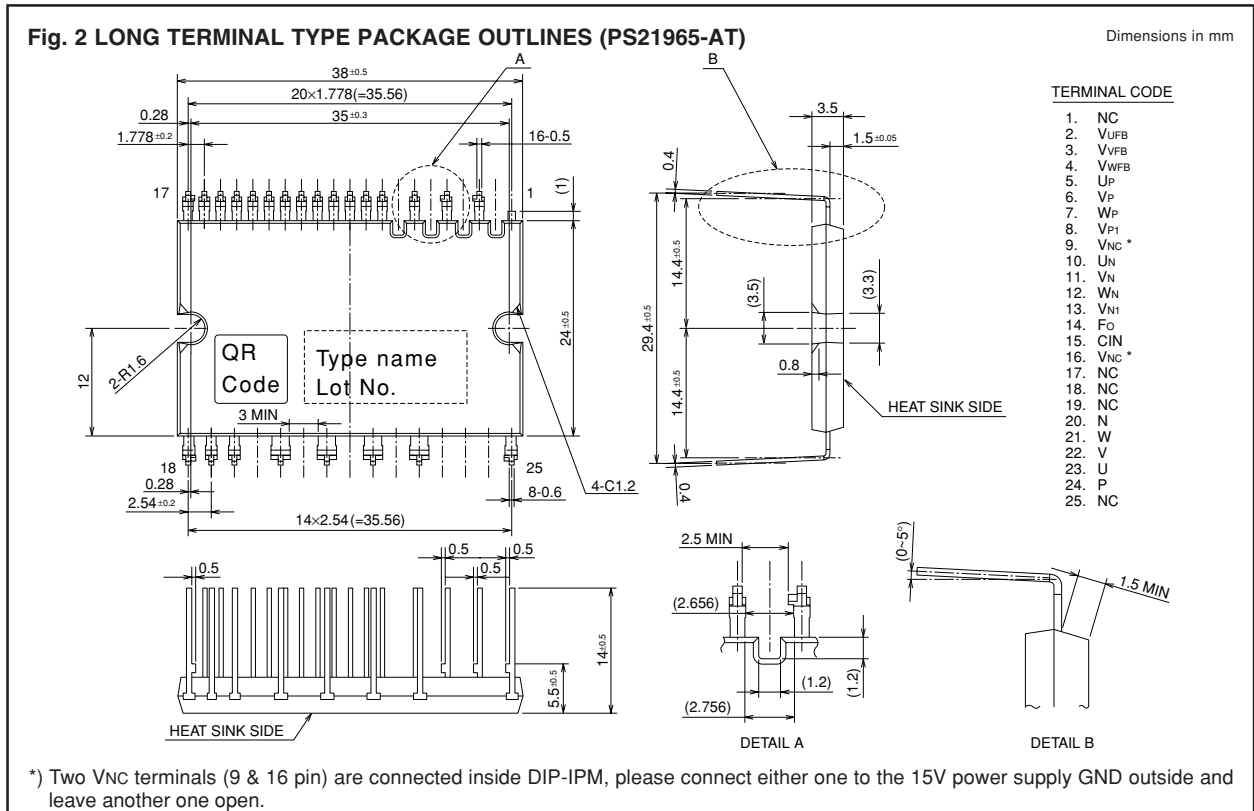 Fig. 2 LONG TERMINAL TYPE PACKAGE OUTLINES (PS21965-AT)
Dimensions in mm
A
38±0.5
20×1.778(=35.56)
0.28
35±0.3
1.778±0.2
16-0.5
17
1
(1)
2-R1.6
12
24±0.5
QR
Code
Type name
Lot No.
3 MIN
18
25
0.28
2.54±0.2
8-0.6
4-C1.2
14×2.54(=35.56)
B
3.5
1.5±0.05
0.4
29.4±0.5
14.4±0.5
14.4±0.5
(3.5)
(3.3)
0.8
HEAT SINK SIDE
0.4
TERMINAL CODE
1. NC
2. VUFB
3. VVFB
4. VWFB
5. UP
6. VP
7. WP
8. VP1
9. VNC *
10. UN
11. VN
12. WN
13. VN1
14. FO
15. CIN
16. VNC *
17. NC
18. NC
19. NC
20. N
21. W
22. V
23. U
24. P
25. NC
0.5
0.5
0.5
0.5
14±0.5
5.5±0.5
HEAT SINK SIDE
2.5 MIN
(2.656)
(1.2)
(1.2)
(2.756)
DETAIL A
(0~5°)
1.5 MIN
DETAIL B
*) Two VNC terminals (9 & 16 pin) are connected inside DIP-IPM, please connect either one to the 15V power supply GND outside and
leave another one open.